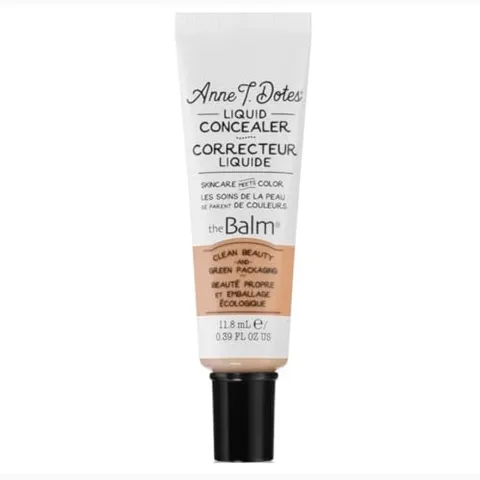 Anne T. Dotes®
LIQUID
CONCEALER
CORRECTEUR
LIQUIDE
SKINCARE MEETS COLOR
LES SOINS DE LA PEAU
SE PARENT DE COULEURS.
theBalm®
CLEAN BEAUTY
-AND-
GREEN PACKAGING
BEAUTÉ PROPRE
ET EMBALLAGE
ÉCOLOGIQUE
11.8 mL ℮/
0.39 FL OZ US